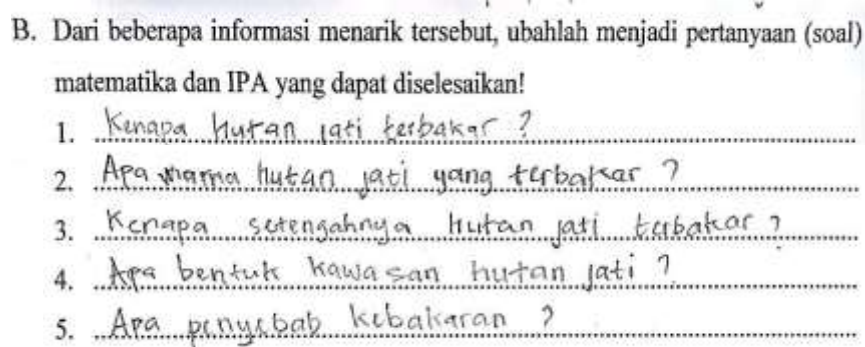 B. Dari beberapa informasi menarik tersebut, ubahlah menjadi pertanyaan (soal)
matematika dan IPA yang dapat diselesaikan!
1. Kenapa hutan jati terbakar ?
2. Apa nama hutan jati yang terbakar ?
3. Kenapa setengahnya hutan jati terbakar ?
4. Apa bentuk kawasan hutan jati ?
5. Apa penyebab kebakaran ?